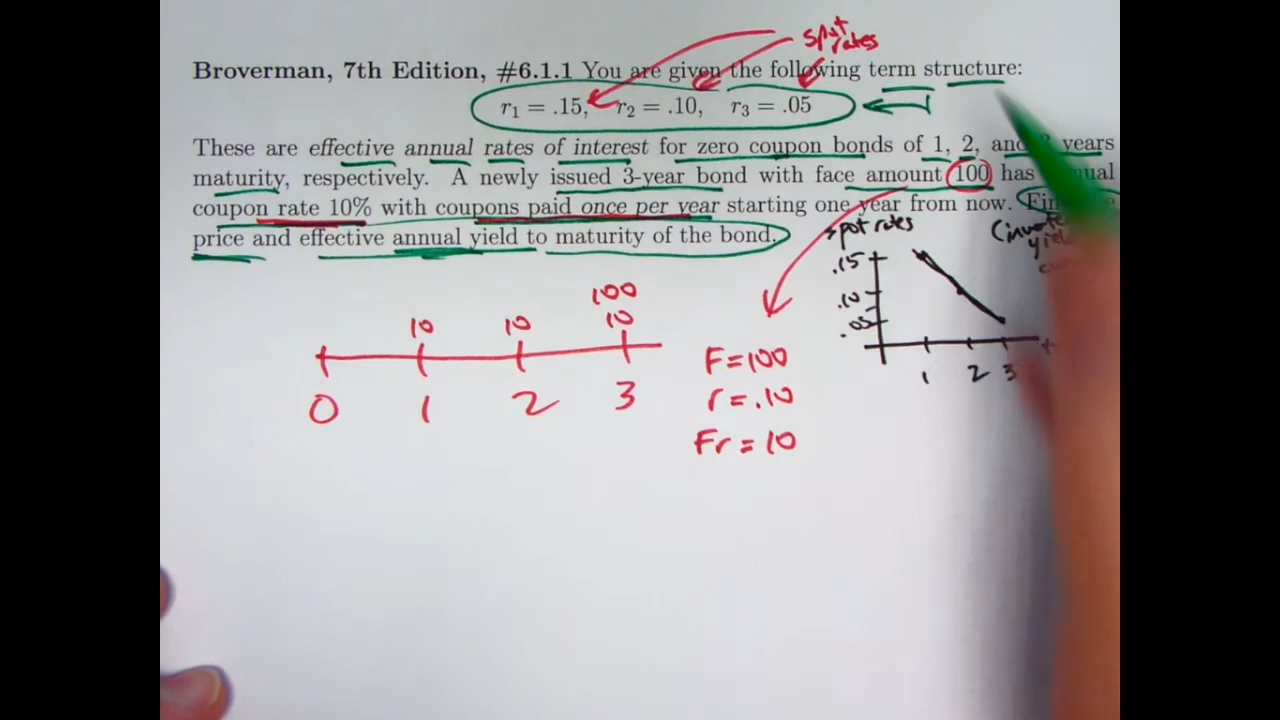 spot
rates
Broverman, 7th Edition, #6.1.1 You are given the following term structure:
r₁ = .15, r₂ = .10, r₃ = .05
These are effective annual rates of interest for zero coupon bonds of 1, 2, and years
maturity, respectively. A newly issued 3-year bond with face amount 100 has
coupon rate 10% with coupons paid once per year starting one year from now.
price and effective annual yield to maturity of the bond.
spot rates
.15
.10
.05
1 2 3
100
10 10 10
0 1 2 3
F=100
r=.10
Fr=10